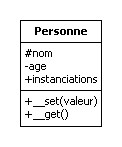 Personne
#nom
-age
+instanciations
+__set(valeur)
+__get()